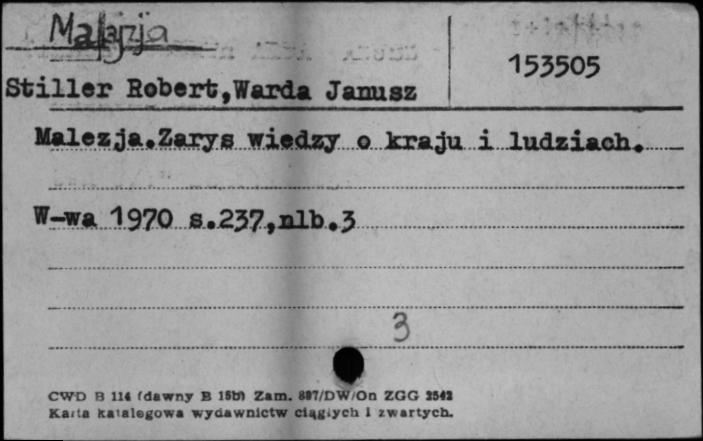 Malezja
153505
Stiller Robert,Warda Janusz
Malezja.Zarys wiedzy o kraju i ludziach.
W-wa 1970 s.237,nlb.3
3
CWD B 114 (dawny B 15b) Zam. 897/DW/On ZGG 2542
Karta katalogowa wydawnictw ciągłych i zwartych.